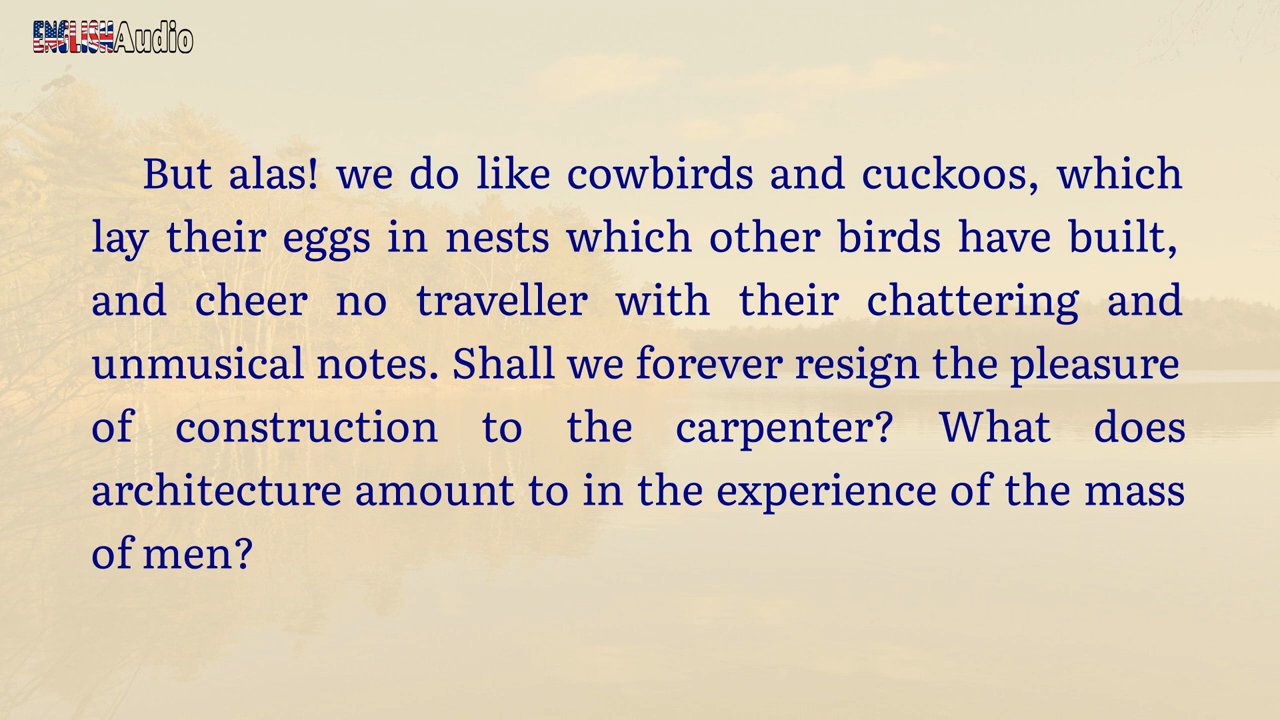 ENGLISHAudio
But alas! we do like cowbirds and cuckoos, which
lay their eggs in nests which other birds have built,
and cheer no traveller with their chattering and
unmusical notes. Shall we forever resign the pleasure
of construction to the carpenter? What does
architecture amount to in the experience of the mass
of men?